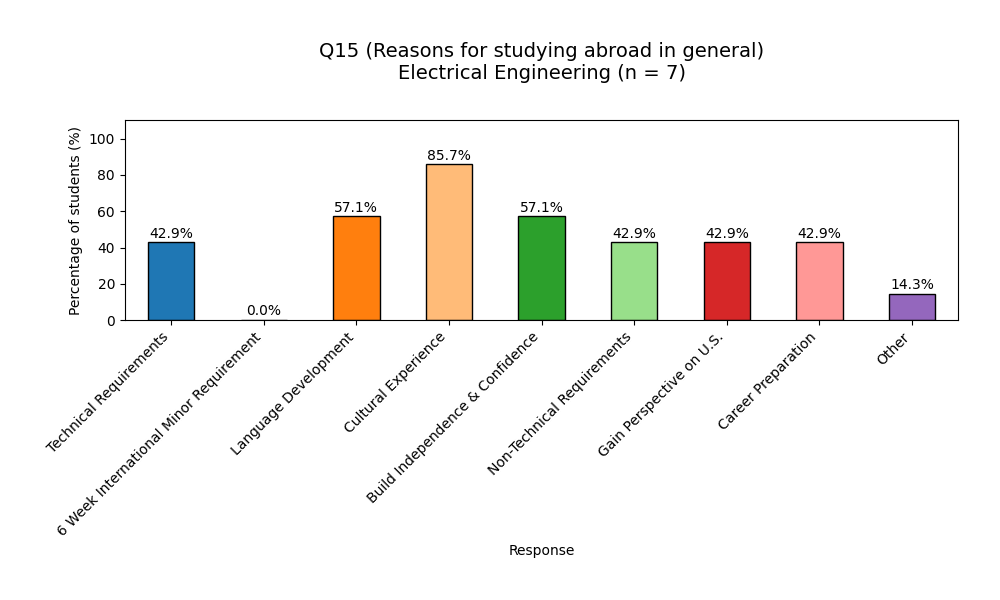 Q15 (Reasons for studying abroad in general)
Electrical Engineering (n = 7)
Percentage of students (%)
100
80
60
40
20
0
42.9%
0.0%
57.1%
85.7%
57.1%
42.9%
42.9%
42.9%
14.3%
Technical Requirements
6 Week International Minor Requirement
Language Development
Cultural Experience
Build Independence & Confidence
Non-Technical Requirements
Gain Perspective on U.S.
Career Preparation
Other
Response